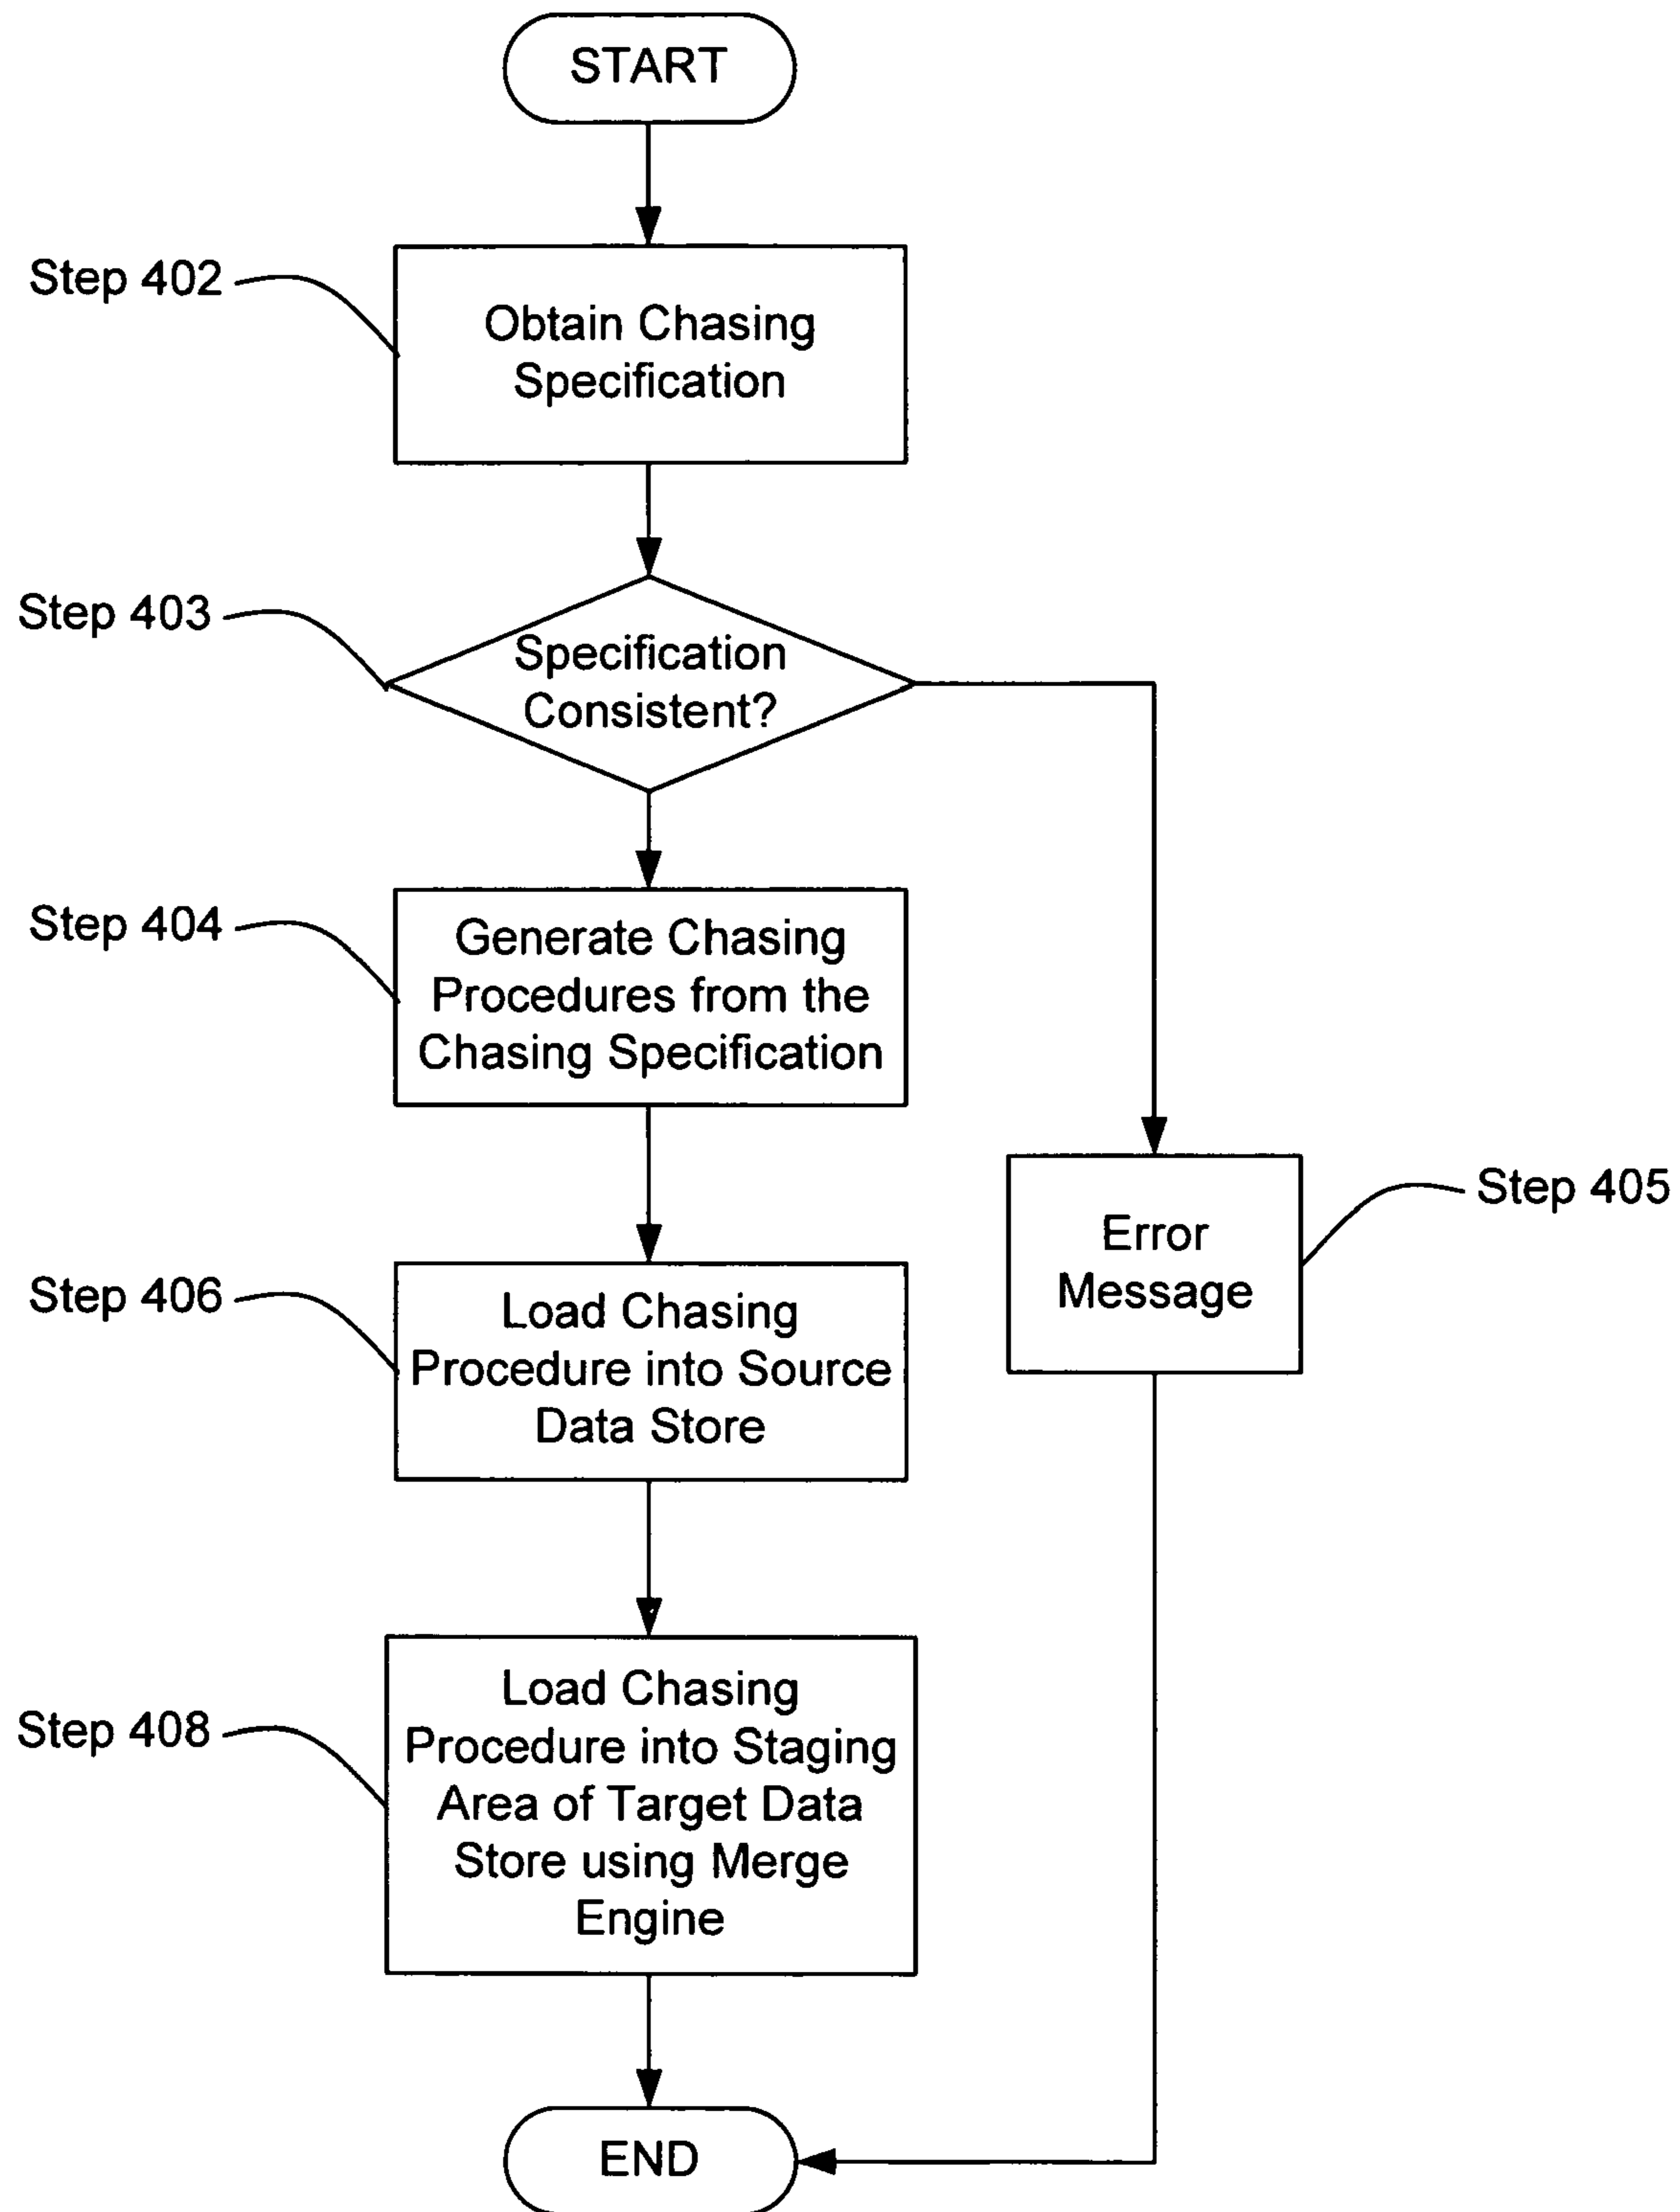 START
Step 402
Obtain Chasing
Specification
Step 403
Specification
Consistent?
Step 404
Generate Chasing
Procedures from the
Chasing Specification
Step 405
Error
Message
Step 406
Load Chasing
Procedure into Source
Data Store
Step 408
Load Chasing
Procedure into Staging
Area of Target Data
Store using Merge
Engine
END